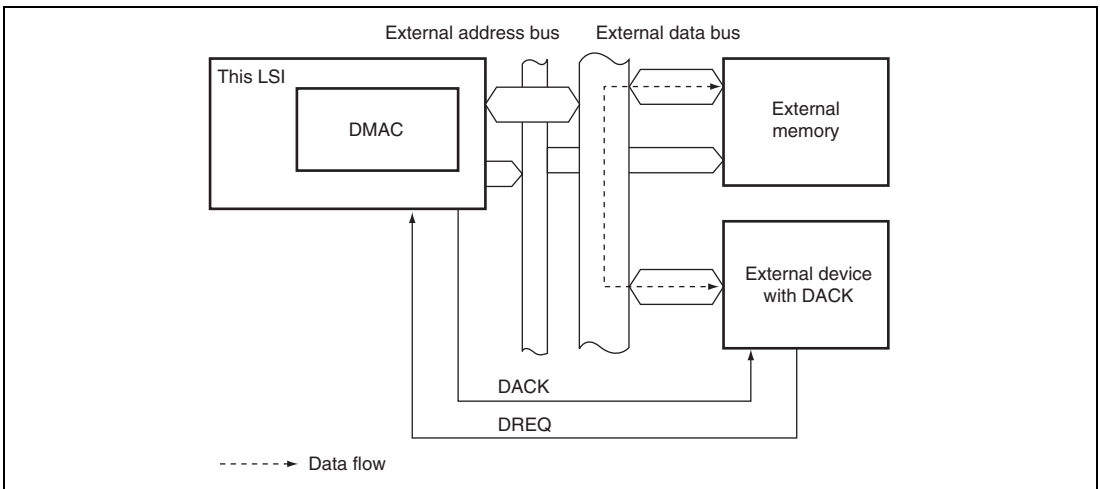 External address bus
External data bus
This LSI
DMAC
External
memory
External device
with DACK
DACK
DREQ
Data flow